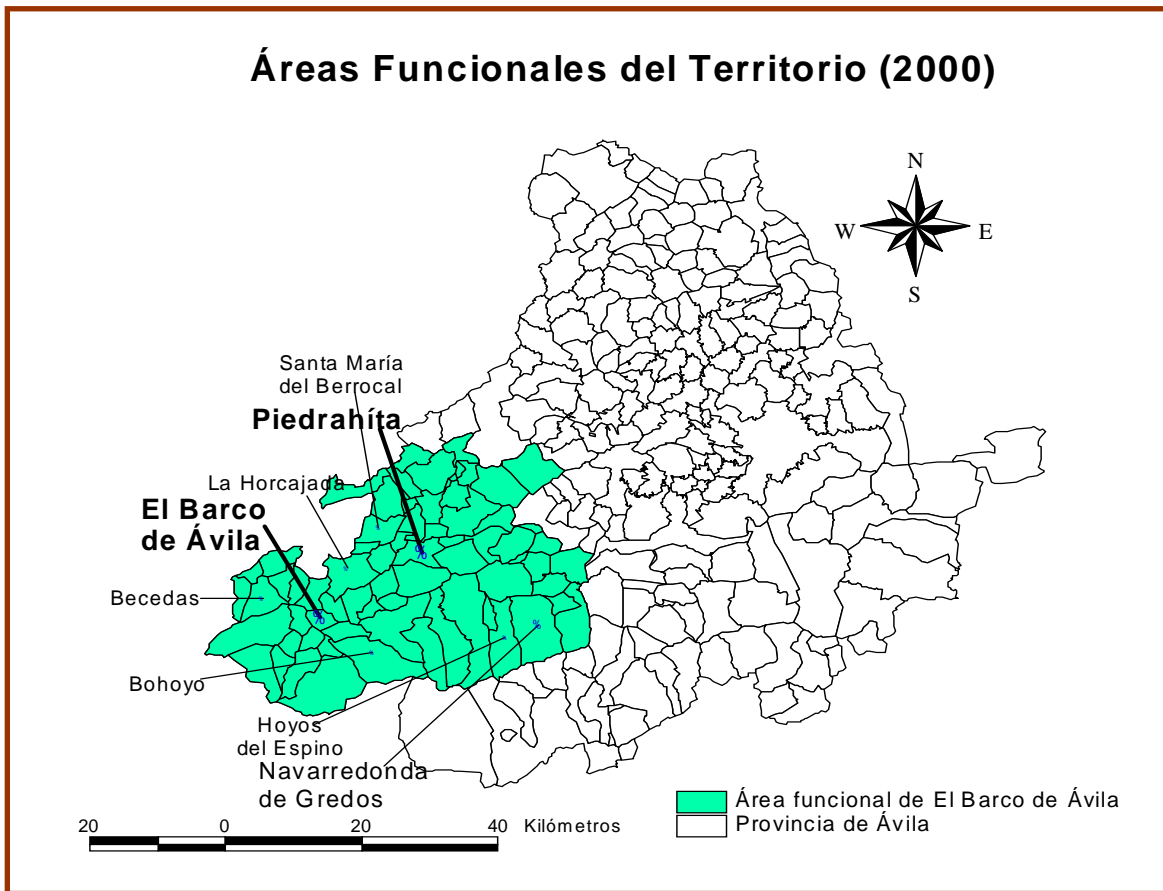 Áreas Funcionales del Territorio (2000)
N
W
E
S
Santa María
del Berrocal
Piedrahíta
La Horcajada
El Barco
de Ávila
Becedas
Bohoyo
Hoyos
del Espino
Navarredonda
de Gredos
Área funcional de El Barco de Ávila
Provincia de Ávila
20 0 20 40 Kilómetros